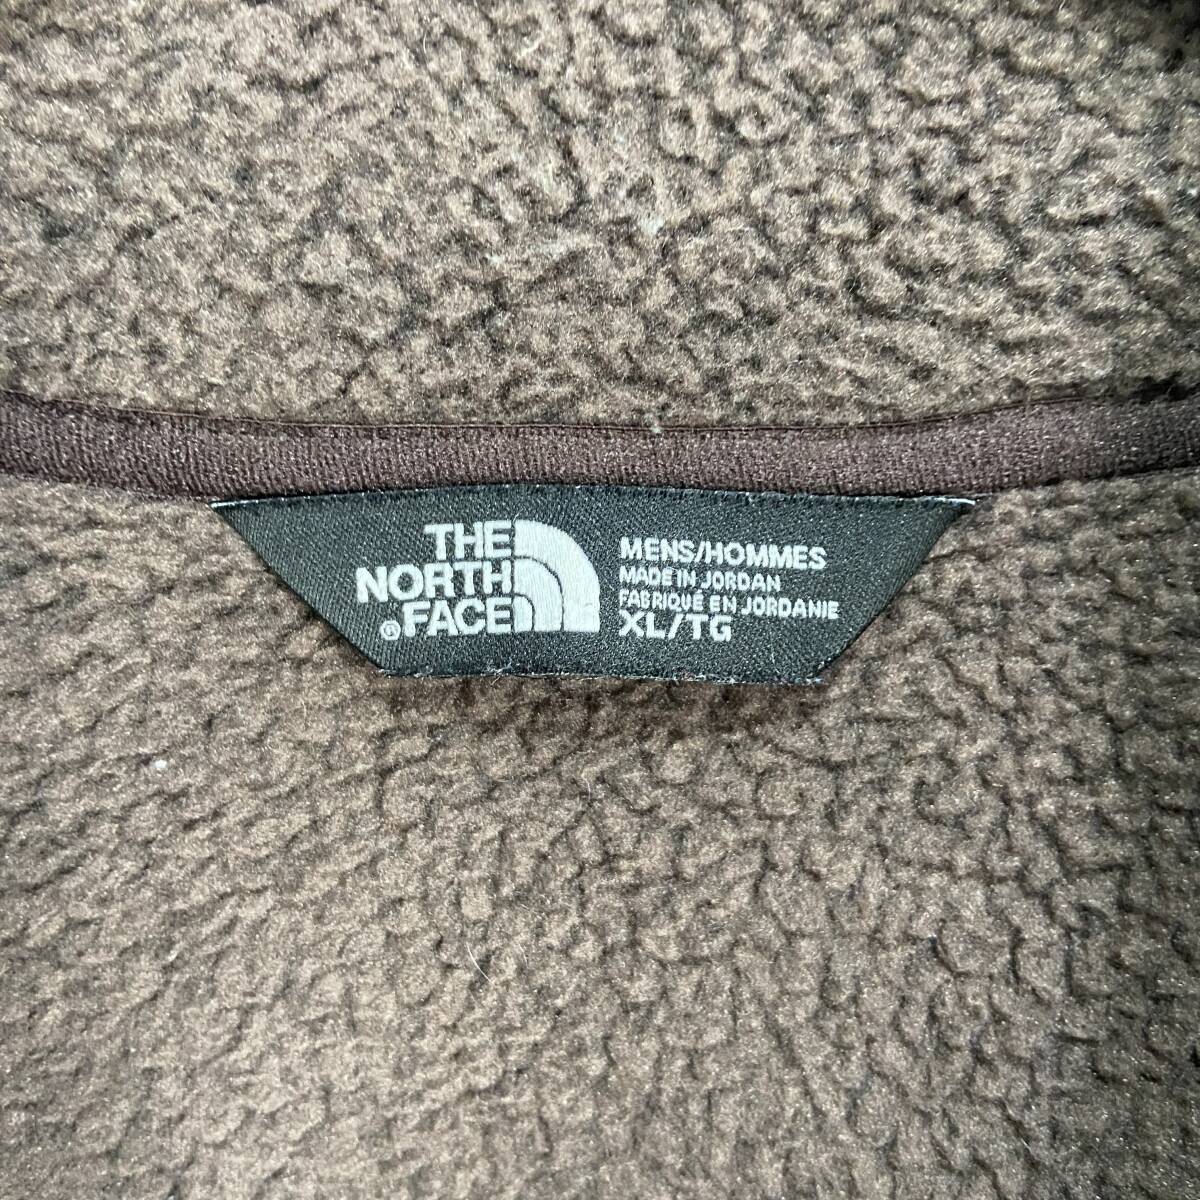 THE
NORTH
®FACE
MENS/HOMMES
MADE IN JORDAN
FABRIQUÉ EN JORDANIE
XL/TG